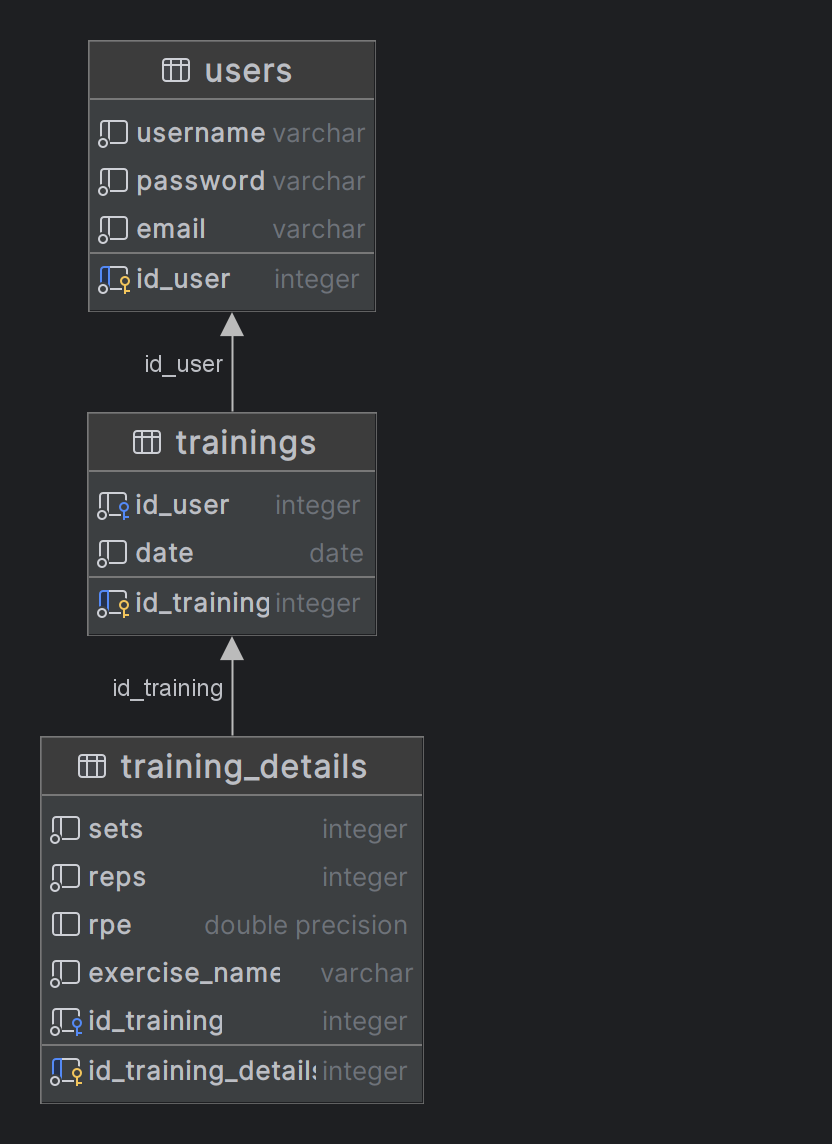 users
username varchar
password varchar
email varchar
id_user integer
id_user
trainings
id_user integer
date date
id_training integer
id_training
training_details
sets integer
reps integer
rpe double precision
exercise_name varchar
id_training integer
id_training_details integer